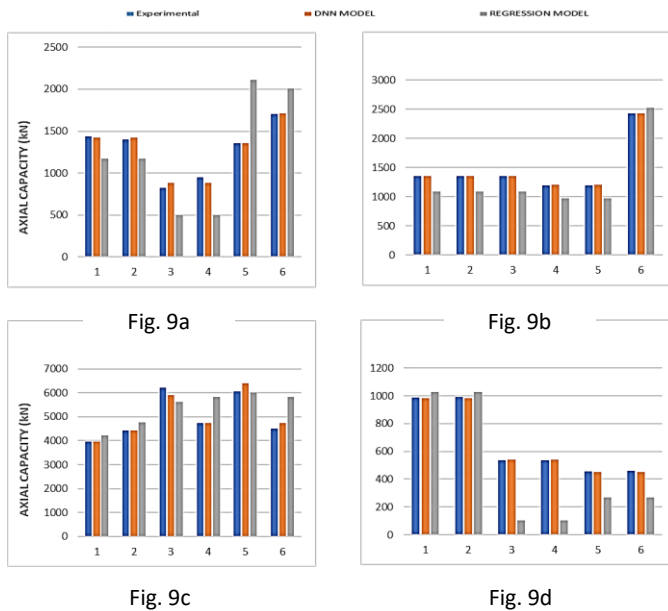 Experimental DNN MODEL REGRESSION MODEL
AXIAL CAPACITY (kN)
2500
2000
1500
1000
500
0
1 2 3 4 5 6
Fig. 9a
3000
2500
2000
1500
1000
500
0
1 2 3 4 5 6
Fig. 9b
AXIAL CAPACITY (kN)
7000
6000
5000
4000
3000
2000
1000
0
1 2 3 4 5 6
Fig. 9c
1200
1000
800
600
400
200
0
1 2 3 4 5 6
Fig. 9d